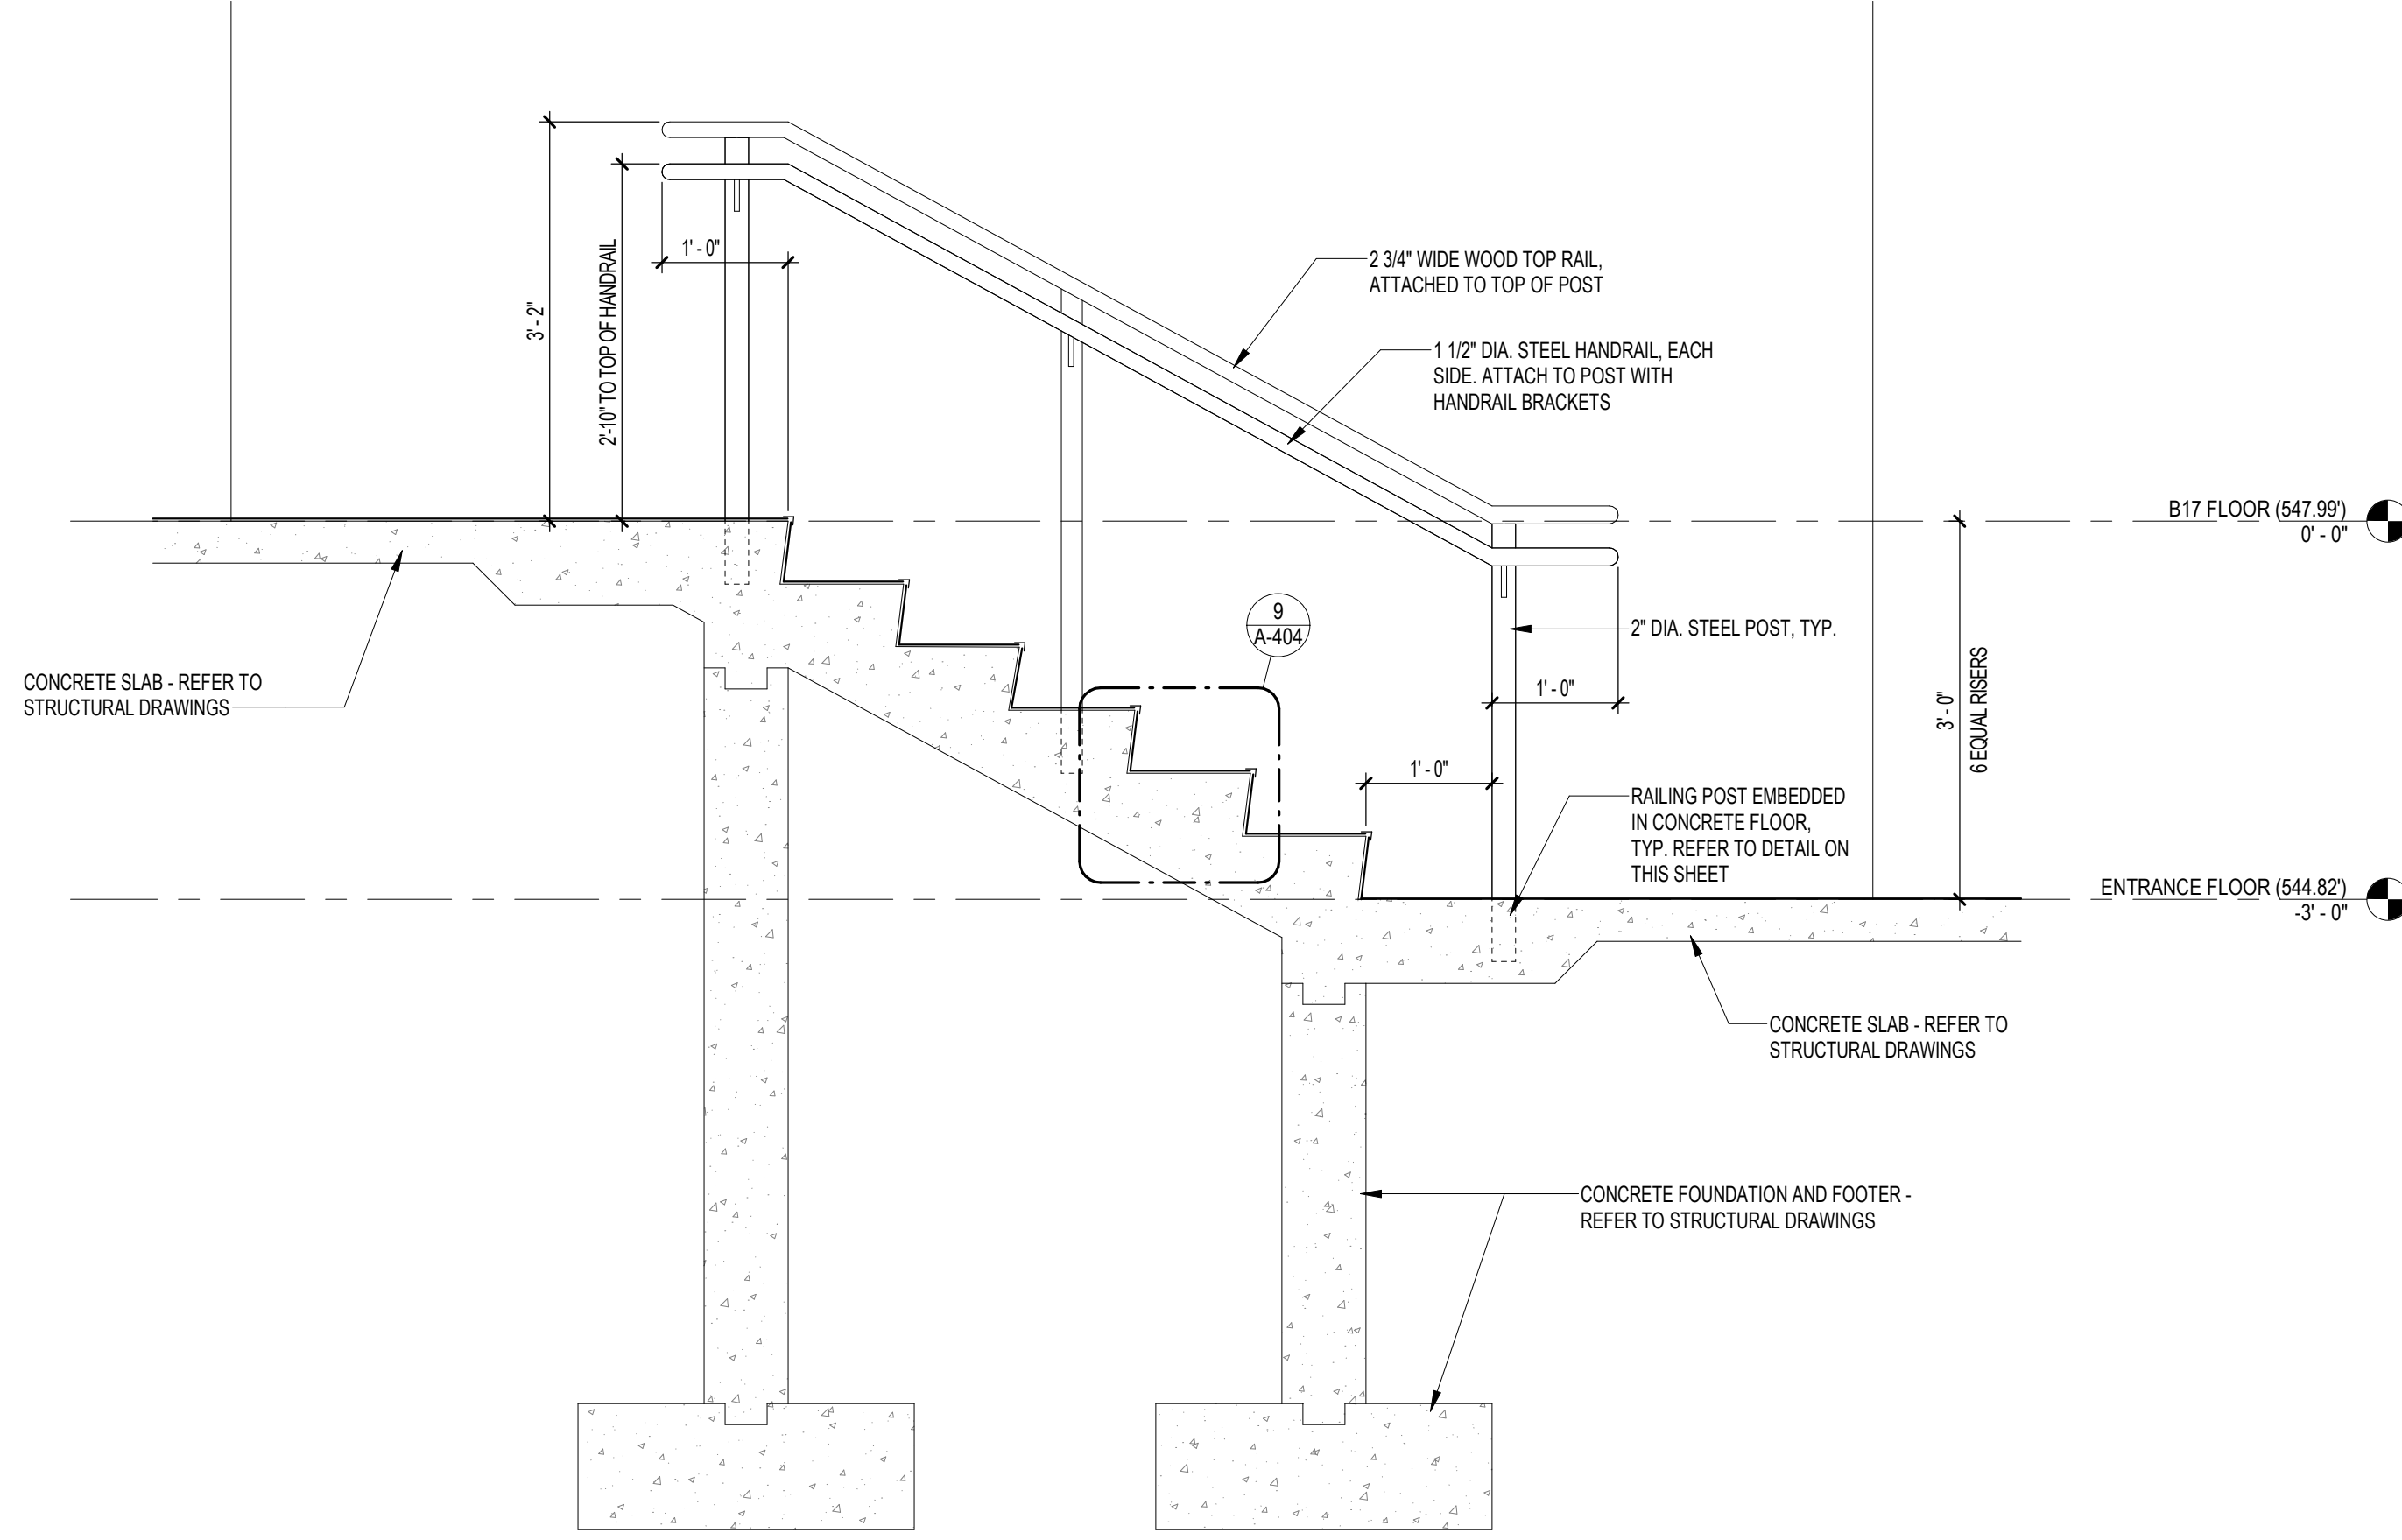 3' - 2"
2'-10" TO TOP OF HANDRAIL
1' - 0"
2 3/4" WIDE WOOD TOP RAIL,
ATTACHED TO TOP OF POST
1 1/2" DIA. STEEL HANDRAIL, EACH
SIDE. ATTACH TO POST WITH
HANDRAIL BRACKETS
B17 FLOOR (547.99')
0' - 0"
9
A-404
2" DIA. STEEL POST, TYP.
CONCRETE SLAB - REFER TO
STRUCTURAL DRAWINGS
1' - 0"
3' - 0"
6 EQUAL RISERS
1' - 0"
RAILING POST EMBEDDED
IN CONCRETE FLOOR,
TYP. REFER TO DETAIL ON
THIS SHEET
ENTRANCE FLOOR (544.82')
-3' - 0"
CONCRETE SLAB - REFER TO
STRUCTURAL DRAWINGS
CONCRETE FOUNDATION AND FOOTER -
REFER TO STRUCTURAL DRAWINGS